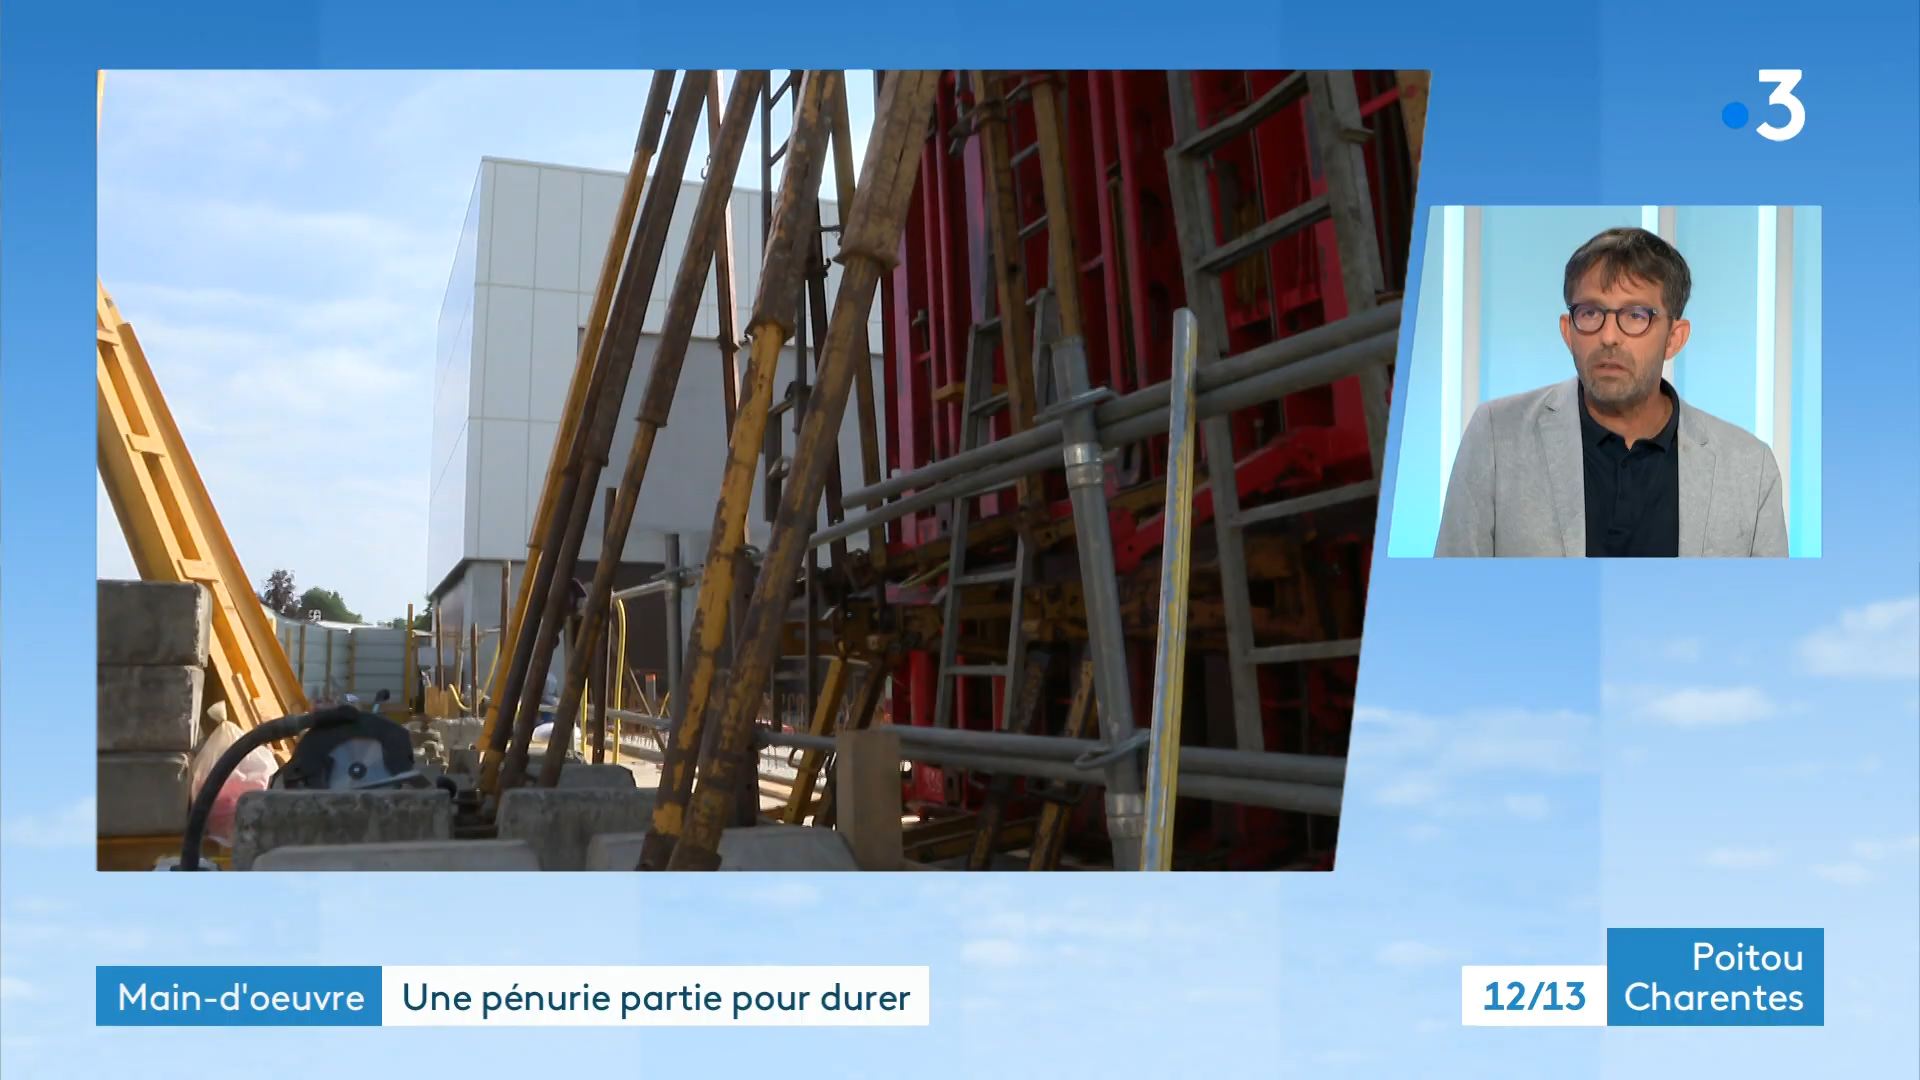 3
Main-d'oeuvre
Une pénurie partie pour durer
12/13
Poitou
Charentes